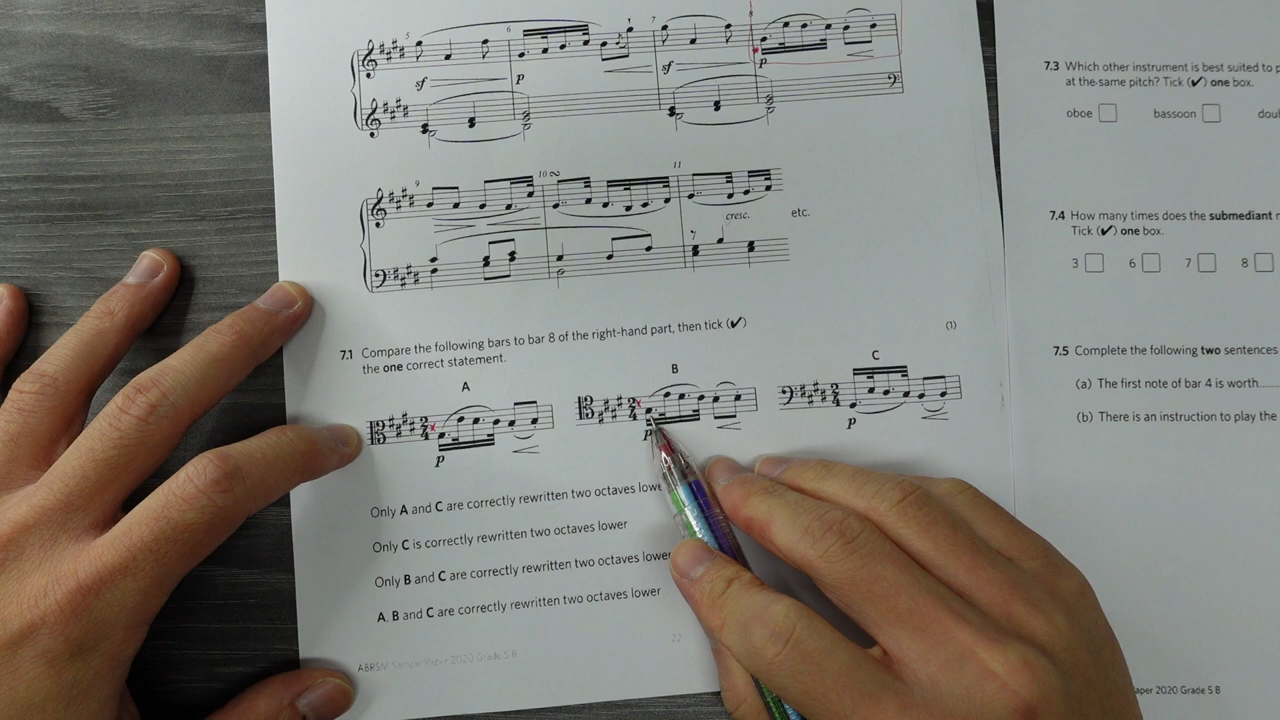 5
6
7
8
sf
p
sf
p
9
10
11
cresc.
etc.
7.1 Compare the following bars to bar 8 of the right-hand part, then tick (✔)
the one correct statement.
(1)
A
B
C
p
p
p
Only A and C are correctly rewritten two octaves lowe
Only C is correctly rewritten two octaves lower
Only B and C are correctly rewritten two octaves lower
A, B and C are correctly rewritten two octaves lower
22
ABRSM Sample Paper 2020 Grade 5 B
7.3 Which other instrument is best suited to p
at the same pitch? Tick (✔) one box.
oboe bassoon dou
7.4 How many times does the submediant
Tick (✔) one box.
3 6 7 8
7.5 Complete the following two sentences
(a) The first note of bar 4 is worth
(b) There is an instruction to play the
aper 2020 Grade 5 B